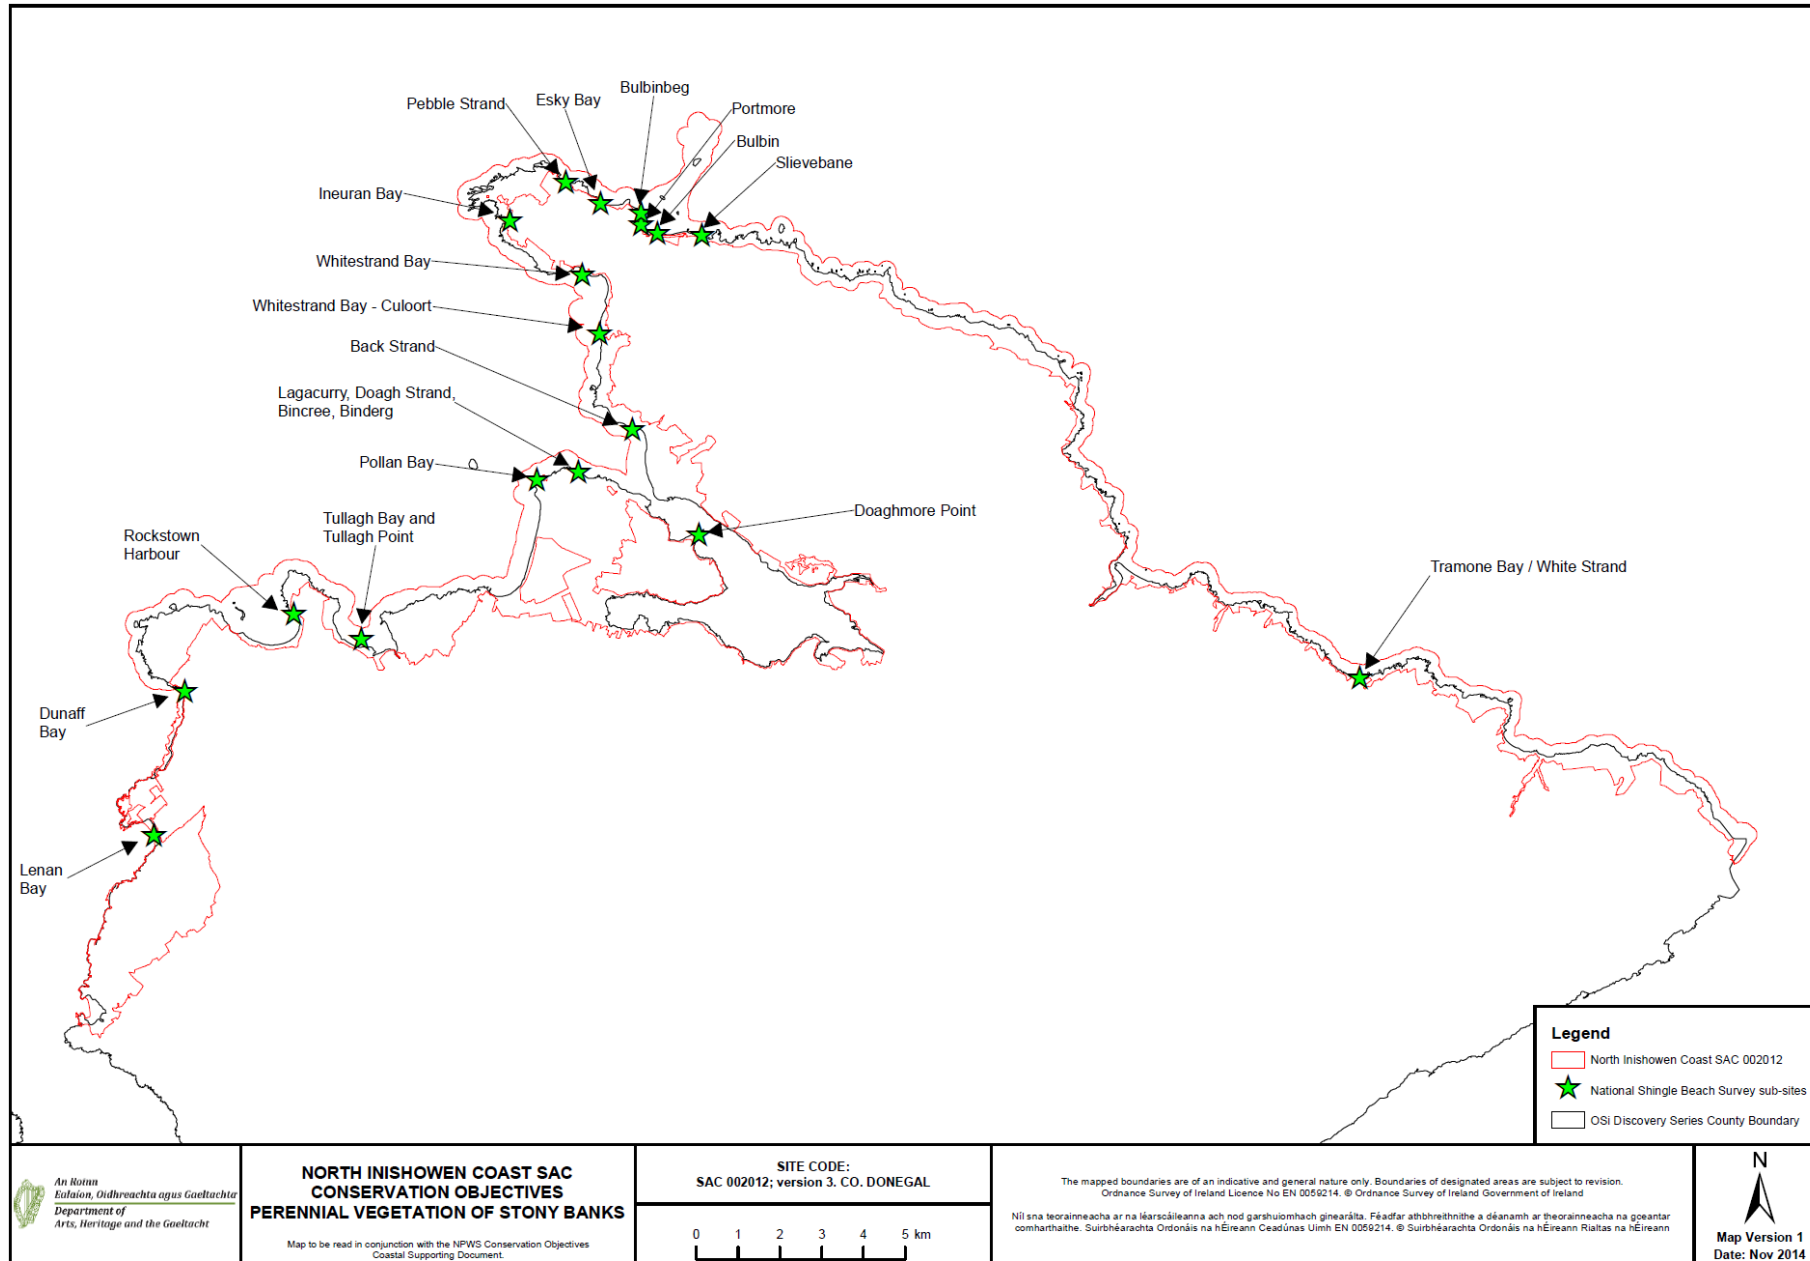 Bulbinbeg
Pebble Strand
Esky Bay
Portmore
Bulbin
Slievebane
Ineuran Bay
Whitestrand Bay
Whitestrand Bay - Culoort
Back Strand
Lagacurry, Doagh Strand,
Bincree, Binderg
Pollan Bay
Doaghmore Point
Tullagh Bay and
Tullagh Point
Rockstown
Harbour
Tramone Bay / White Strand
Dunaff
Bay
Lenan
Bay
Legend
North Inishowen Coast SAC 002012
National Shingle Beach Survey sub-sites
OSi Discovery Series County Boundary
An Roinn
Ealaíon, Oidhreachta agus Gaeltachta
Department of
Arts, Heritage and the Gaeltacht
NORTH INISHOWEN COAST SAC
CONSERVATION OBJECTIVES
PERENNIAL VEGETATION OF STONY BANKS
Map to be read in conjunction with the NPWS Conservation Objectives
Coastal Supporting Document.
SITE CODE:
SAC 002012; version 3. CO. DONEGAL
0 1 2 3 4 5 km
The mapped boundaries are of an indicative and general nature only. Boundaries of designated areas are subject to revision.
Ordnance Survey of Ireland Licence No EN 0059214. © Ordnance Survey of Ireland Government of Ireland
Níl sna teorainneacha ar na léarscáileanna ach nod garshuiomhach ginearálta. Féadfar athbhreithnithe a déanamh ar theorainneacha na gceantar
comharthaithe. Suirbhéarachta Ordonáis na hÉireann Ceadúnas Uimh EN 0059214. © Suirbhéarachta Ordonáis na hÉireann Rialtas na hÉireann
N
Map Version 1
Date: Nov 2014